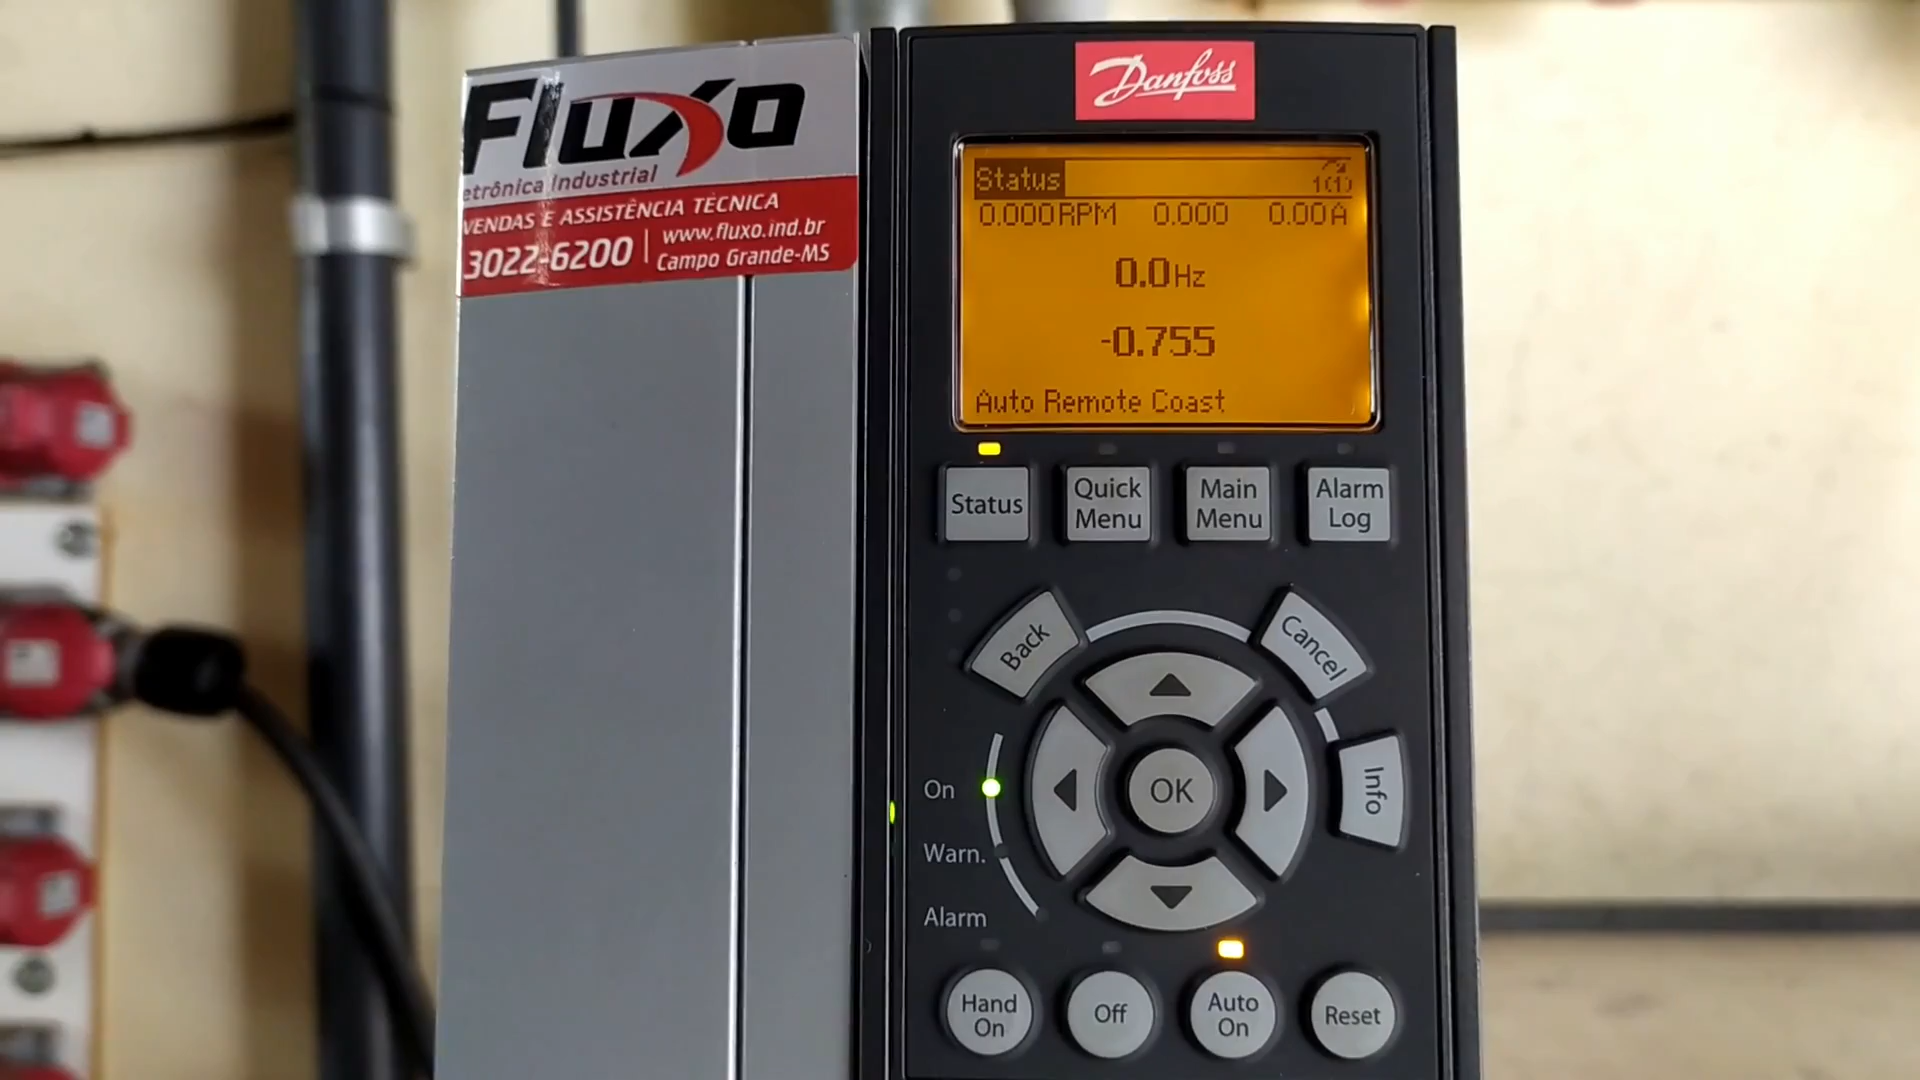 Fluxo
etrônica Industrial
VENDAS E ASSISTÊNCIA TÉCNICA
3022-6200
www.fluxo.ind.br
Campo Grande-MS
Danfoss
Status
1(1)
0.000RPM 0.000 0.00A
0.0Hz
-0.755
Auto Remote Coast
Status
Quick Menu
Main Menu
Alarm Log
Back
Cancel
OK
Info
On
Warn.
Alarm
Hand On
Off
Auto On
Reset